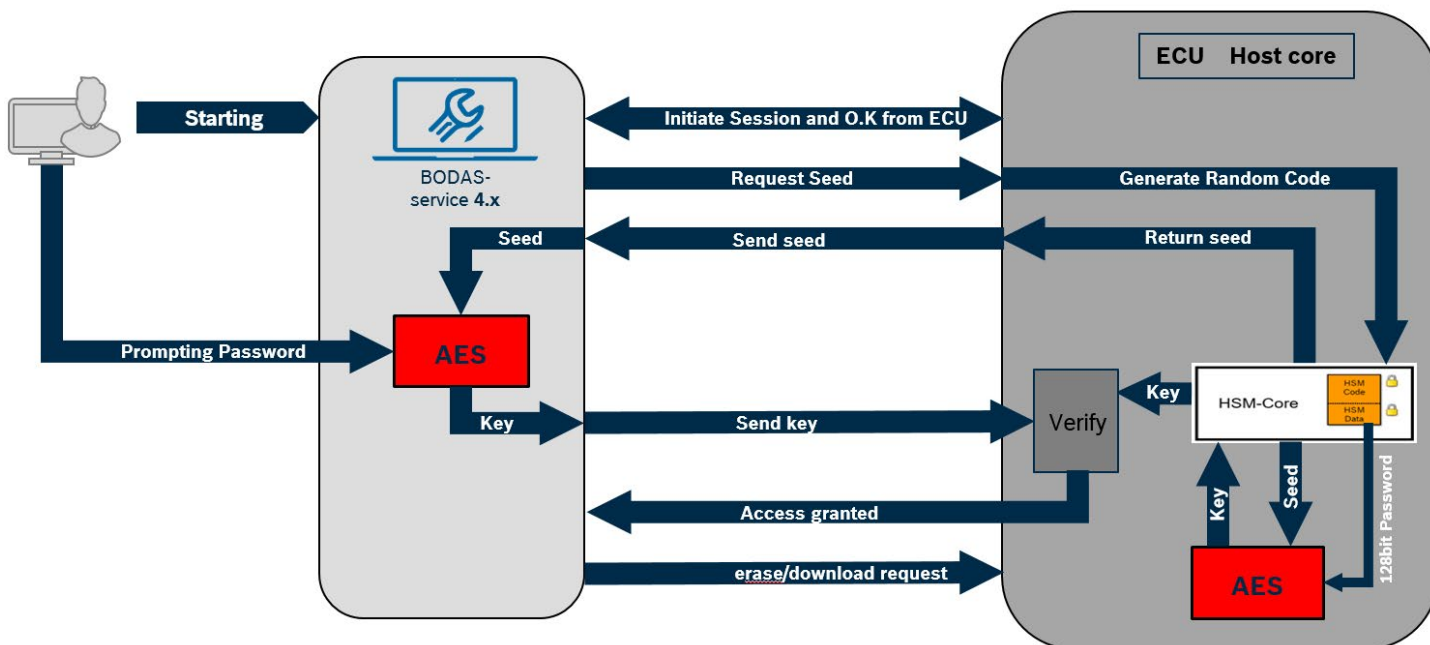 ECU Host core
Starting
Initiate Session and O.K from ECU
BODAS-
service 4.x
Request Seed
Generate Random Code
Seed
Send seed
Return seed
Prompting Password
AES
HSM-Core
HSM
Code
HSM
Data
Key
Verify
Key
Send key
Key
Seed
128bit Password
Access granted
erase/download request
AES